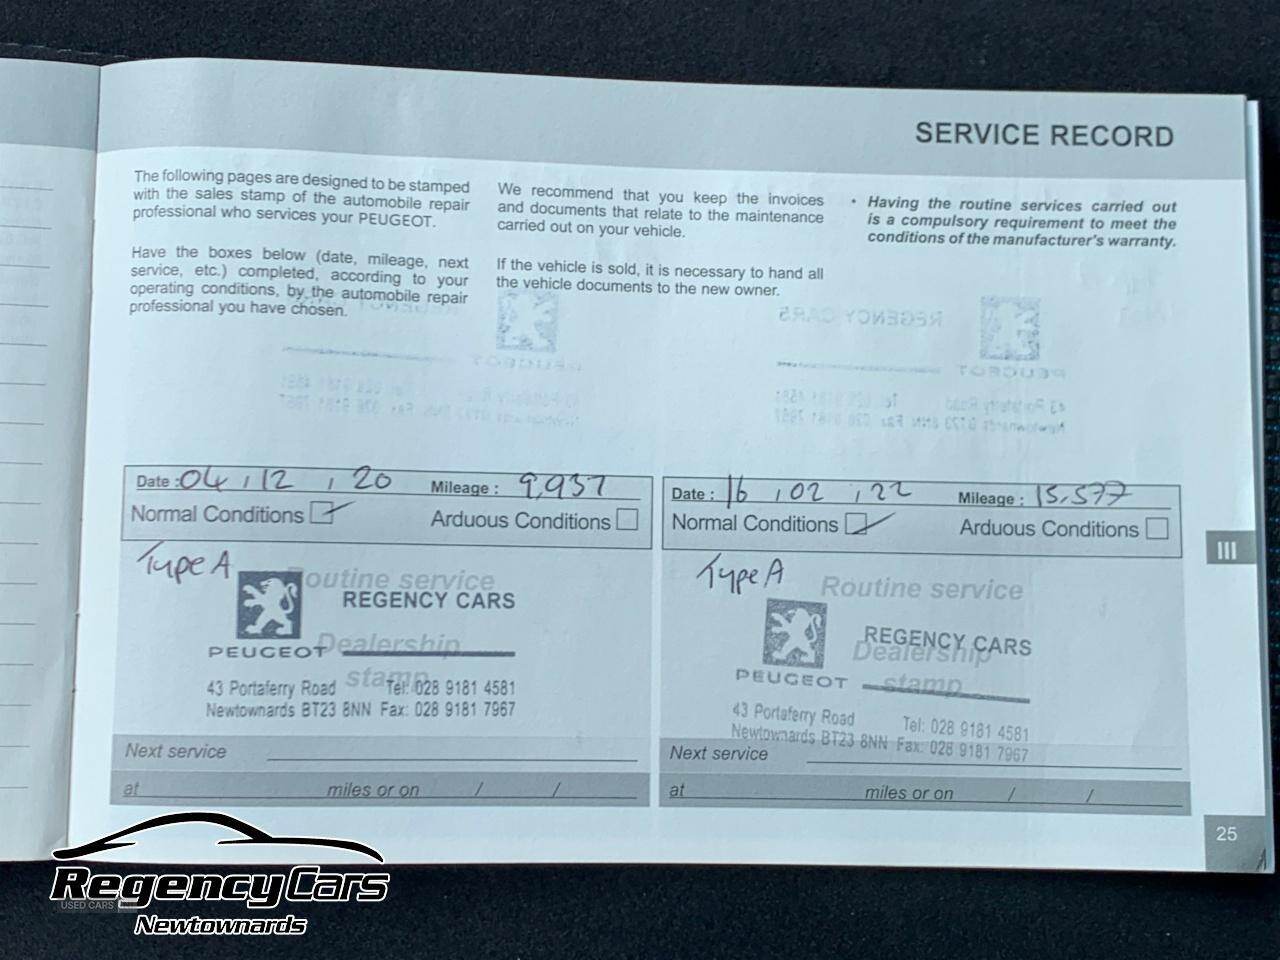 SERVICE RECORD
The following pages are designed to be stamped
with the sales stamp of the automobile repair
professional who services your PEUGEOT.
Have the boxes below (date, mileage, next
service, etc.) completed, according to your
operating conditions, by the automobile repair
professional you have chosen.
We recommend that you keep the invoices
and documents that relate to the maintenance
carried out on your vehicle.
If the vehicle is sold, it is necessary to hand all
the vehicle documents to the new owner.
• Having the routine services carried out
is a compulsory requirement to meet the
conditions of the manufacturer's warranty.
Date : 04 / 12 / 20 Mileage : 9,937
Normal Conditions Arduous Conditions
Type A
Routine service
REGENCY CARS
Dealership
PEUGEOT
stamp
43 Portaferry Road Tel: 028 9181 4581
Newtownards BT23 8NN Fax: 028 9181 7967
Next service
at miles or on / /
Date : 16 / 02 / 22 Mileage : 15,577
Normal Conditions Arduous Conditions
Type A
Routine service
REGENCY CARS
Dealership
PEUGEOT
stamp
43 Portaferry Road Tel: 028 9181 4581
Newtownards BT23 8NN Fax: 028 9181 7967
Next service
at miles or on / /
III
25
Regency Cars
USED CARS
Newtownards